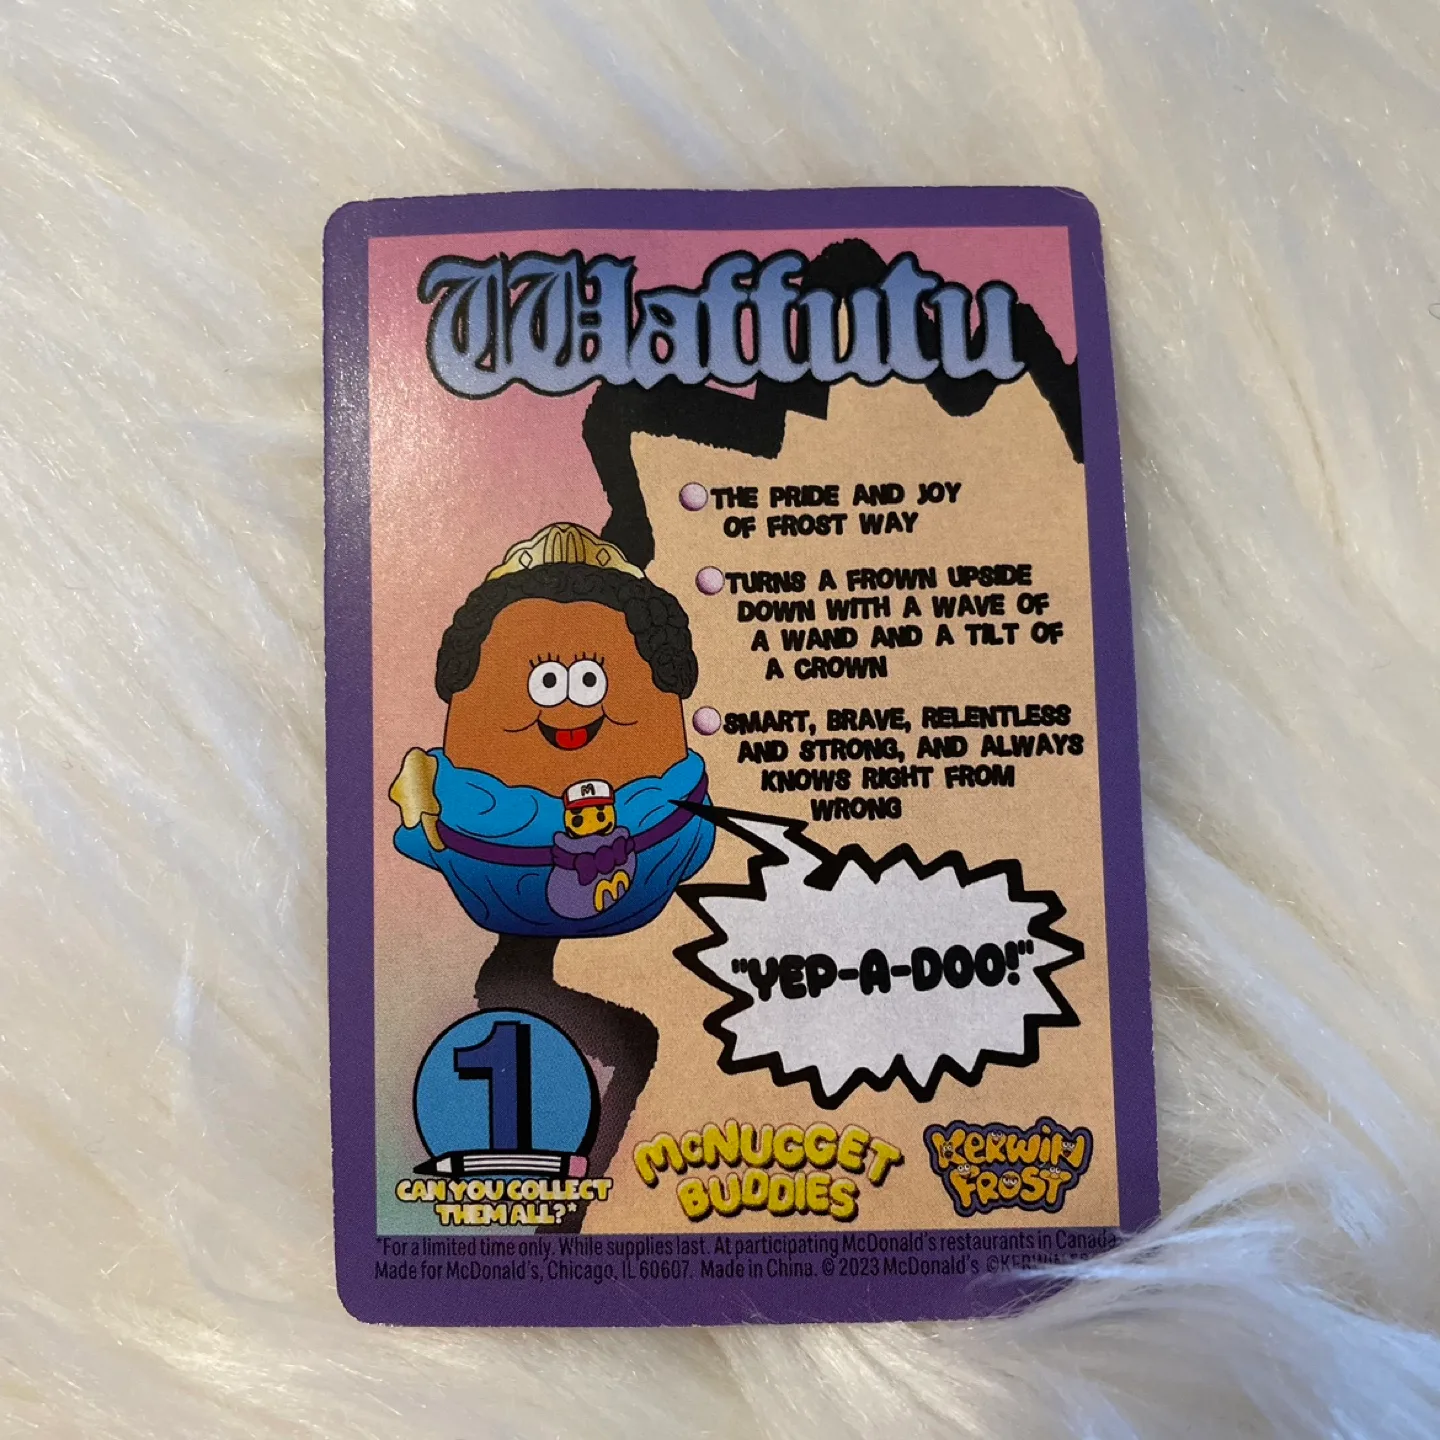 Waffutu
THE PRIDE AND JOY
OF FROST WAY
TURNS A FROWN UPSIDE
DOWN WITH A WAVE OF
A WAND AND A TILT OF
A CROWN
SMART, BRAVE, RELENTLESS
AND STRONG, AND ALWAYS
KNOWS RIGHT FROM
WRONG
M
M
"YEP-A-DOO!"
1
CAN YOU COLLECT
THEM ALL?*
MCNUGGET
BUDDIES
KERWIN
FROST
*For a limited time only. While supplies last. At participating McDonald's restaurants in Canada
Made for McDonald's, Chicago, IL 60607. Made in China. © 2023 McDonald's ©